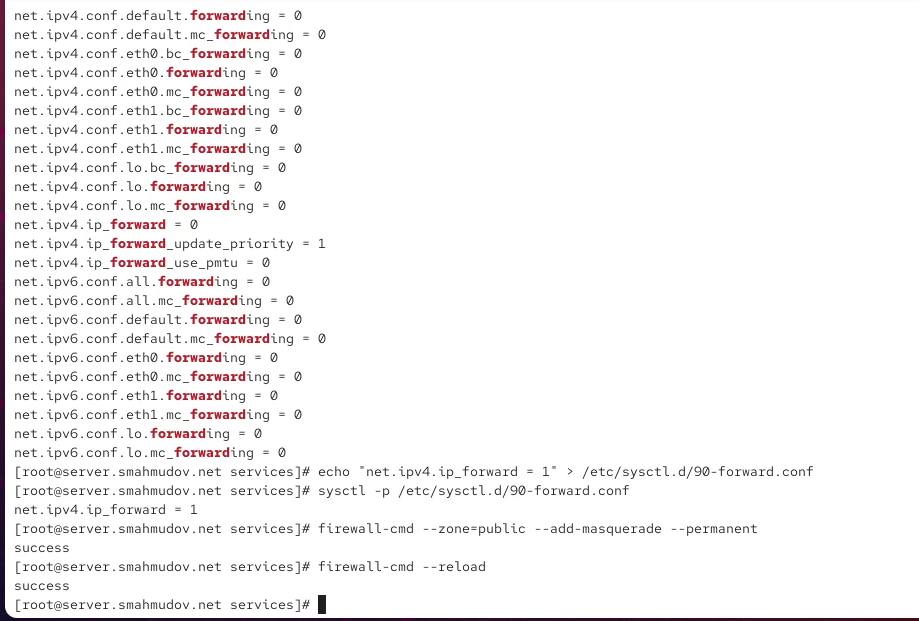 net.ipv4.conf.default.forwarding = 0
net.ipv4.conf.default.mc_forwarding = 0
net.ipv4.conf.eth0.bc_forwarding = 0
net.ipv4.conf.eth0.forwarding = 0
net.ipv4.conf.eth0.mc_forwarding = 0
net.ipv4.conf.eth1.bc_forwarding = 0
net.ipv4.conf.eth1.forwarding = 0
net.ipv4.conf.eth1.mc_forwarding = 0
net.ipv4.conf.lo.bc_forwarding = 0
net.ipv4.conf.lo.forwarding = 0
net.ipv4.conf.lo.mc_forwarding = 0
net.ipv4.ip_forward = 0
net.ipv4.ip_forward_update_priority = 1
net.ipv4.ip_forward_use_pmtu = 0
net.ipv6.conf.all.forwarding = 0
net.ipv6.conf.all.mc_forwarding = 0
net.ipv6.conf.default.forwarding = 0
net.ipv6.conf.default.mc_forwarding = 0
net.ipv6.conf.eth0.forwarding = 0
net.ipv6.conf.eth0.mc_forwarding = 0
net.ipv6.conf.eth1.forwarding = 0
net.ipv6.conf.eth1.mc_forwarding = 0
net.ipv6.conf.lo.forwarding = 0
net.ipv6.conf.lo.mc_forwarding = 0
[root@server.smahmudov.net services]# echo "net.ipv4.ip_forward = 1" > /etc/sysctl.d/90-forward.conf
[root@server.smahmudov.net services]# sysctl -p /etc/sysctl.d/90-forward.conf
net.ipv4.ip_forward = 1
[root@server.smahmudov.net services]# firewall-cmd --zone=public --add-masquerade --permanent
success
[root@server.smahmudov.net services]# firewall-cmd --reload
success
[root@server.smahmudov.net services]#